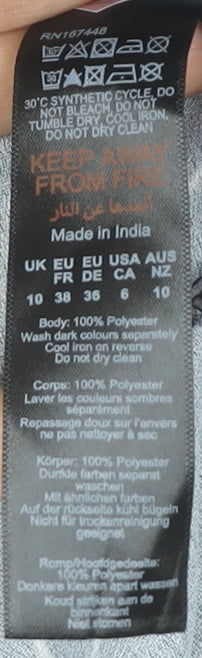 RN167448
30°C SYNTHETIC CYCLE, DO
NOT BLEACH, DO NOT
TUMBLE DRY, COOL IRON,
DO NOT DRY CLEAN
KEEP AWAY
FROM FIRE
أبعدها عن النار
Made in India
UK EU EU USA AUS
FR DE CA NZ
10 38 36 6 10
Body: 100% Polyester
Wash dark colours separately
Cool iron on reverse
Do not dry clean
Corps: 100% Polyester
Laver les couleurs sombres
séparément
Repassage doux sur l'envers
ne pas nettoyer à sec
Körper: 100% Polyester
Dunkle farben separat
waschen
Mit ähnlichen farben
Auf der rückseite kühl bügeln
Nicht für trockenreinigung
geeignet
Romp/Hoofdgedeelte:
100% Polyester
Donkere kleuren apart wassen
Koud strijken aan de
binnenkant
Niet stomen